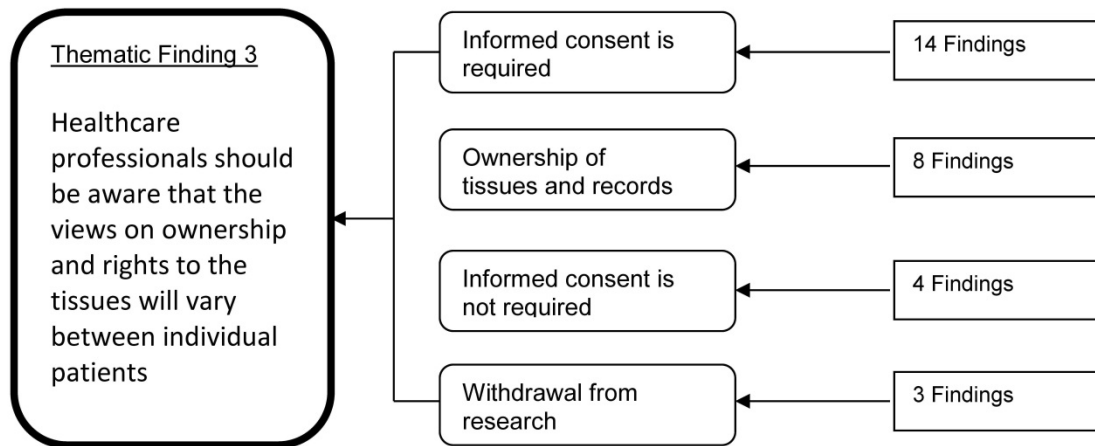 Thematic Finding 3
Healthcare
professionals should
be aware that the
views on ownership
and rights to the
tissues will vary
between individual
patients
Informed consent is
required
14 Findings
Ownership of
tissues and records
8 Findings
Informed consent is
not required
4 Findings
Withdrawal from
research
3 Findings